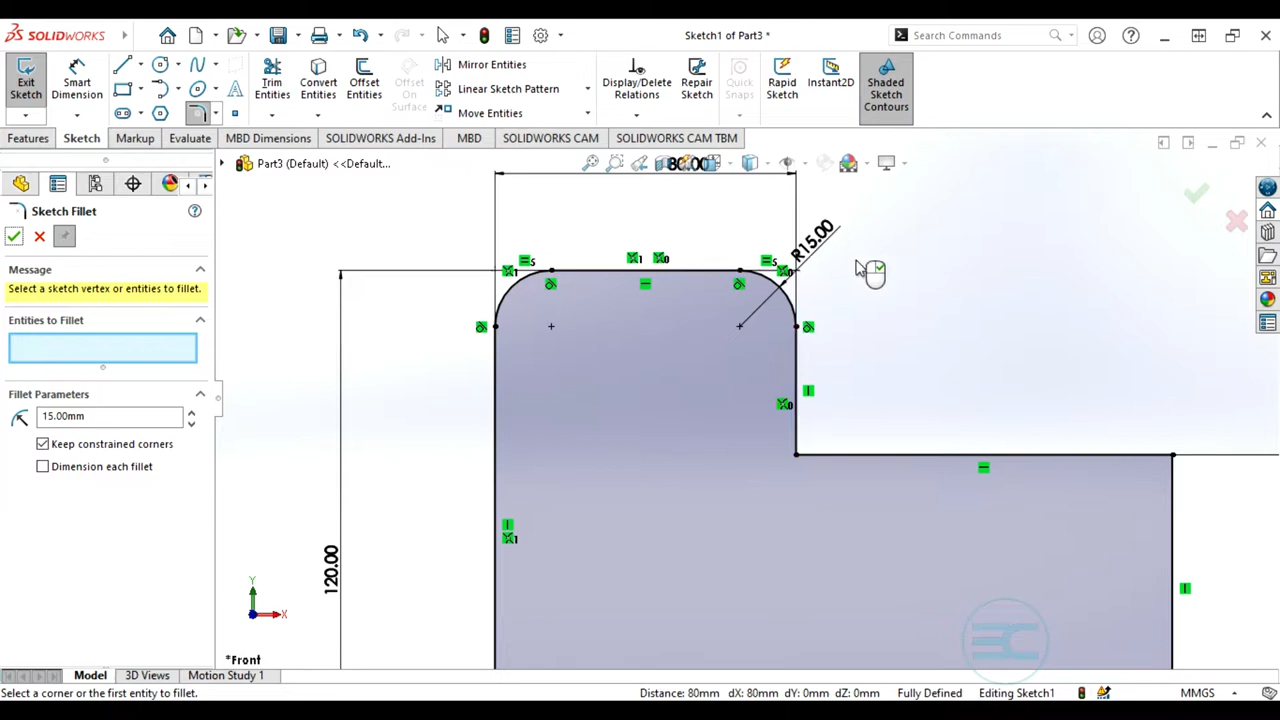 SOLIDWORKS
Sketch1 of Part3 *
Search Commands
Exit Sketch
Smart Dimension
Trim Entities
Convert Entities
Offset Entities
Offset On Surface
Mirror Entities
Linear Sketch Pattern
Move Entities
Display/Delete Relations
Repair Sketch
Quick Snaps
Rapid Sketch
Instant2D
Shaded Sketch Contours
Features
Sketch
Markup
Evaluate
MBD Dimensions
SOLIDWORKS Add-Ins
MBD
SOLIDWORKS CAM
SOLIDWORKS CAM TBM
Part3 (Default) <<Default...
80.00
Sketch Fillet
Message
Select a sketch vertex or entities to fillet.
Entities to Fillet
Fillet Parameters
15.00mm
Keep constrained corners
Dimension each fillet
R15.00
120.00
Y
X
*Front
Model
3D Views
Motion Study 1
Select a corner or the first entity to fillet.
Distance: 80mm dX: 80mm dY: 0mm dZ: 0mm
Fully Defined
Editing Sketch1
MMGS